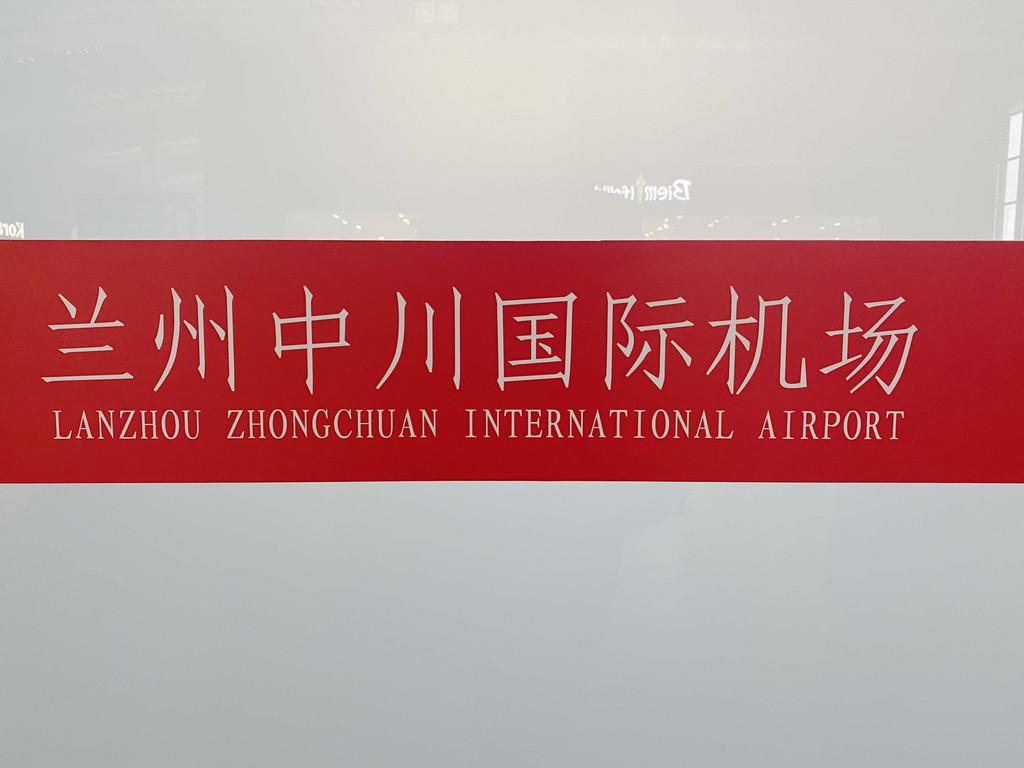 兰州中川国际机场
LANZHOU ZHONGCHUAN INTERNATIONAL AIRPORT